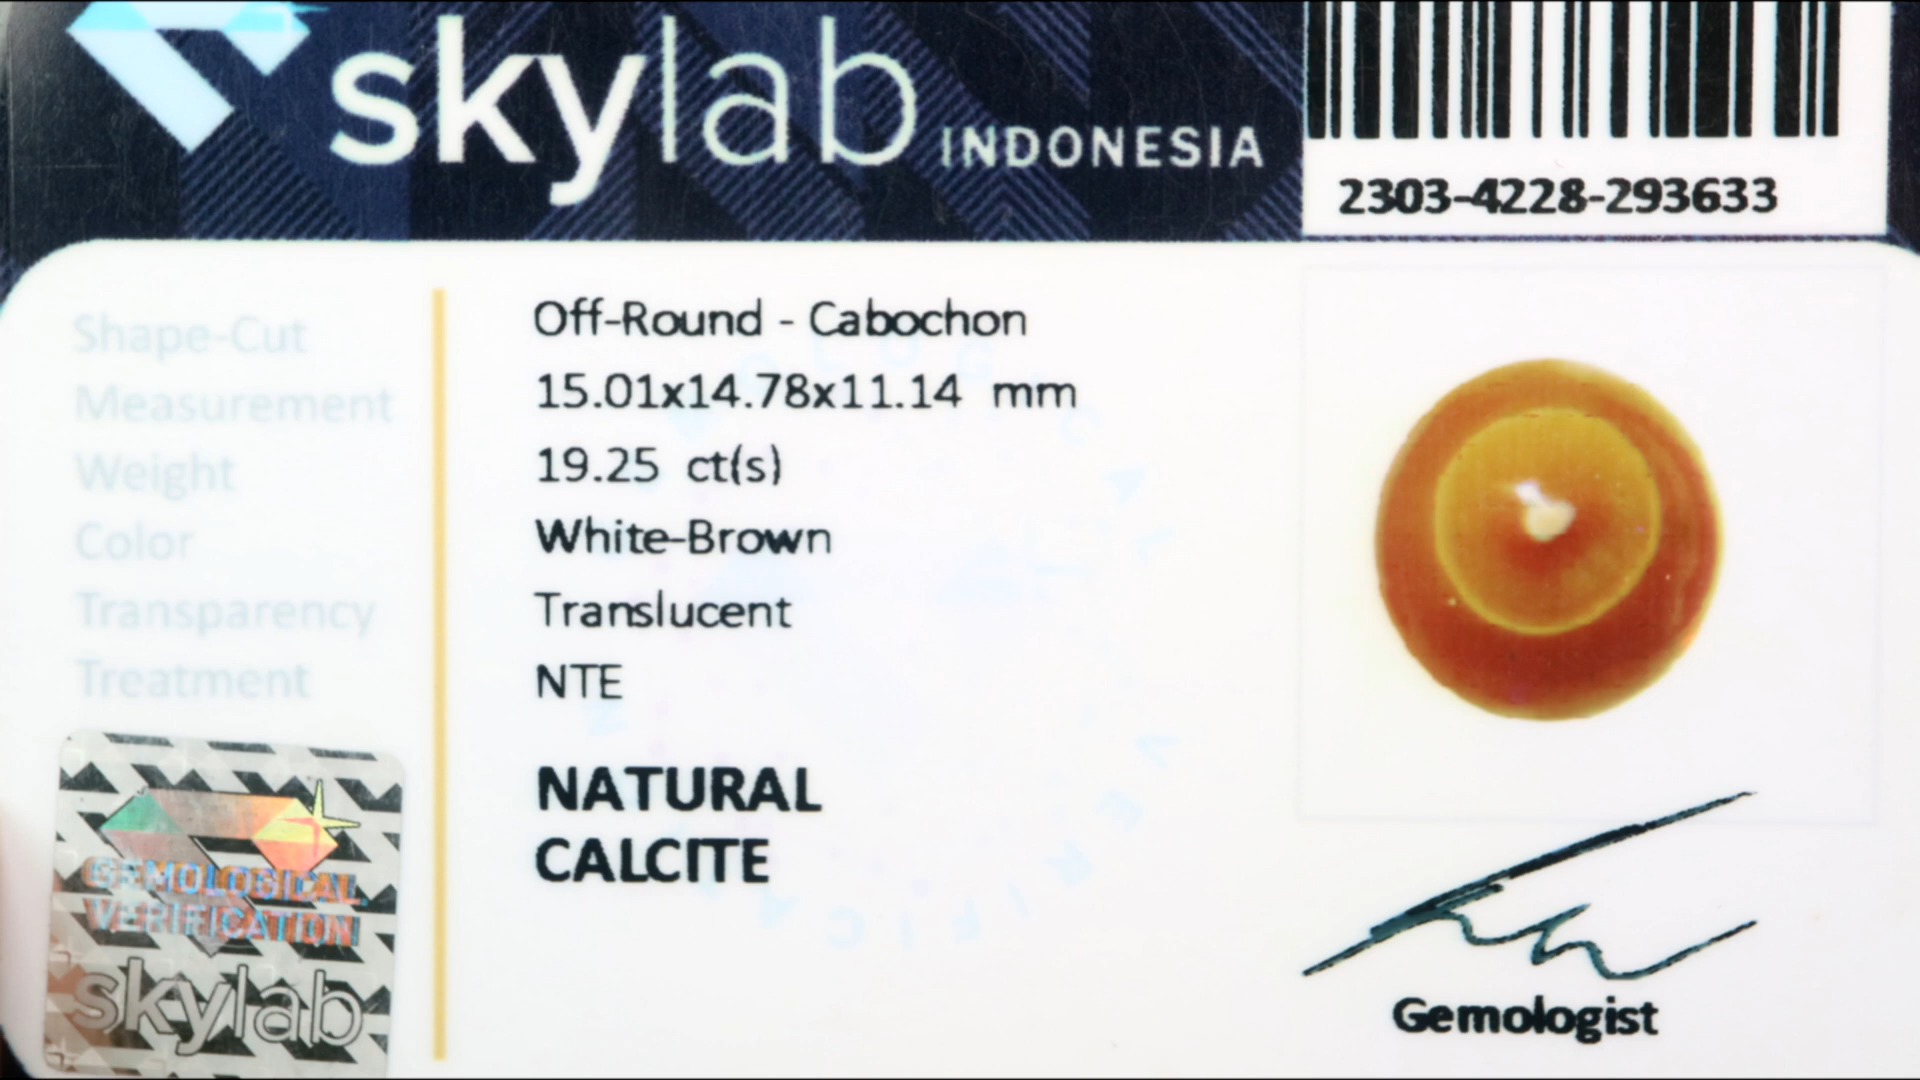 skylab INDONESIA
2303-4228-293633
Shape-Cut Off-Round - Cabochon
Measurement 15.01x14.78x11.14 mm
Weight 19.25 ct(s)
Color White-Brown
Transparency Translucent
Treatment NTE
NATURAL
CALCITE
GEMOLOGICAL
VERIFICATION
skylab
Gemologist